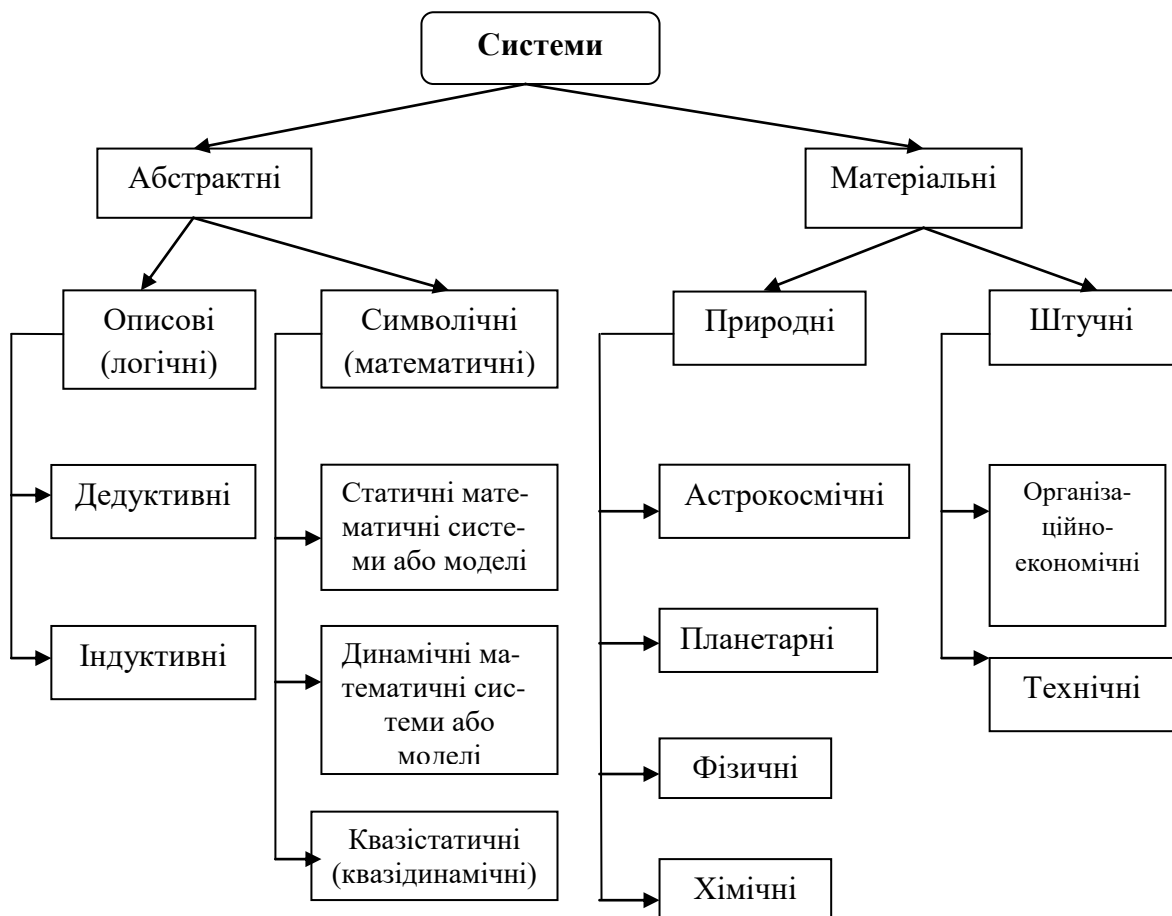 Системи
Абстрактні
Матеріальні
Описові
(логічні)
Символічні
(математичні)
Природні
Штучні
Дедуктивні
Індуктивні
Статичні мате-
матичні систе-
ми або моделі
Динамічні ма-
тематичні сис-
теми або
моделі
Квазістатичні
(квазідинамічні)
Астрокосмічні
Планетарні
Фізичні
Хімічні
Організа-
ційно-
економічні
Технічні